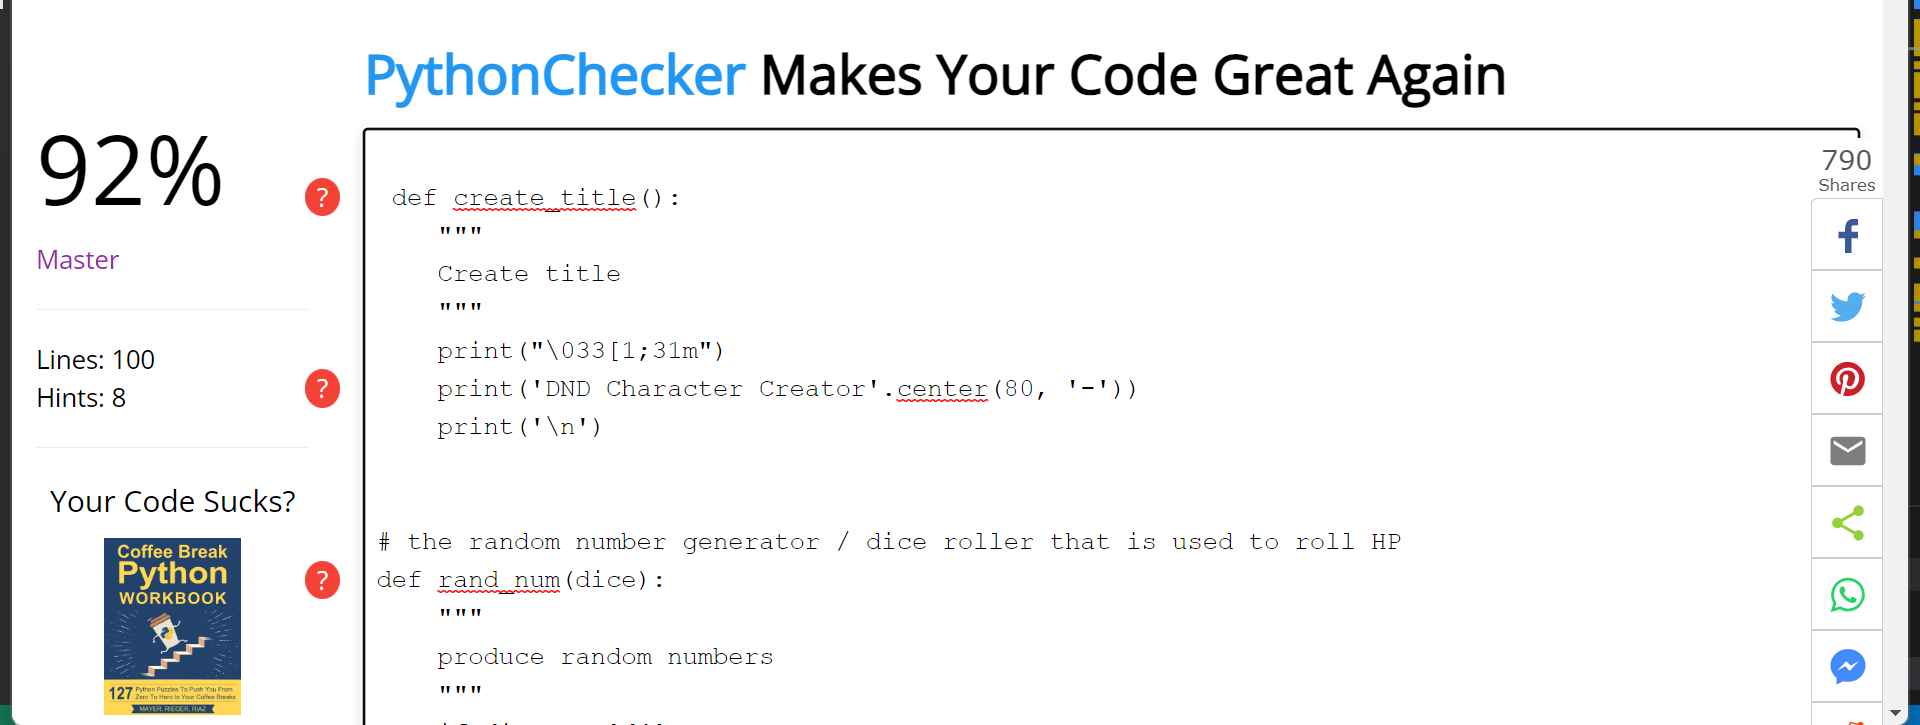 PythonChecker Makes Your Code Great Again
92%
?
Master
Lines: 100
Hints: 8
?
Your Code Sucks?
Coffee Break
Python
WORKBOOK
?
127 Python Puzzles To Push You From
Zero To Hero In Your Coffee Breaks
MAYER, RIEGER, RIAZ
def create_title():
"""
Create title
"""
print("\033[1;31m")
print('DND Character Creator'.center(80, '-'))
print('\n')
# the random number generator / dice roller that is used to roll HP
def rand_num(dice):
"""
produce random numbers
"""
790
Shares